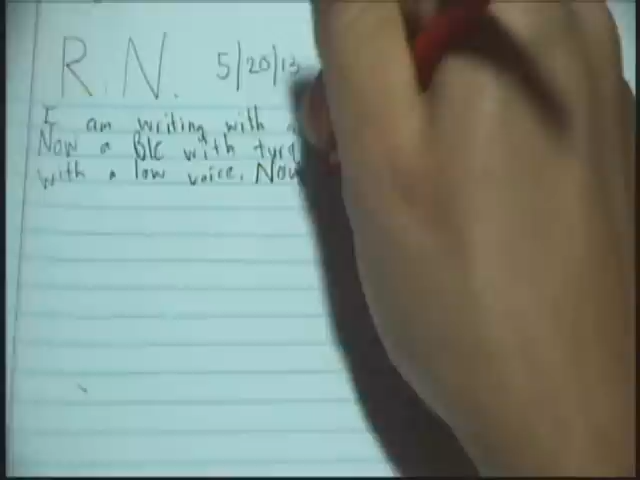 R.N. 5/20/13
I am writing with
Now a BIC with
with a low voice. Now